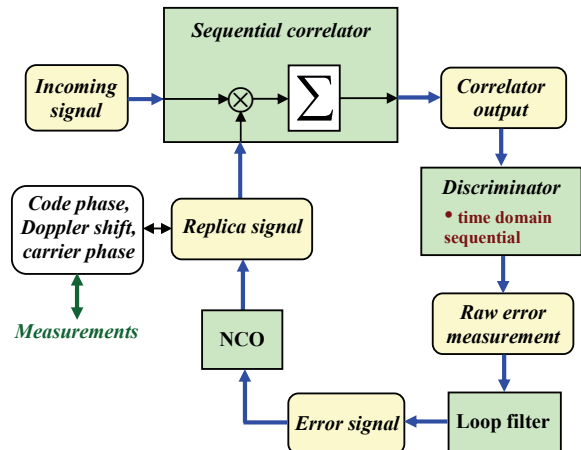 Sequential correlator
Incoming
signal
Σ
Correlator
output
Discriminator
• time domain
sequential
Code phase,
Doppler shift,
carrier phase
Replica signal
Measurements
NCO
Raw error
measurement
Error signal
Loop filter